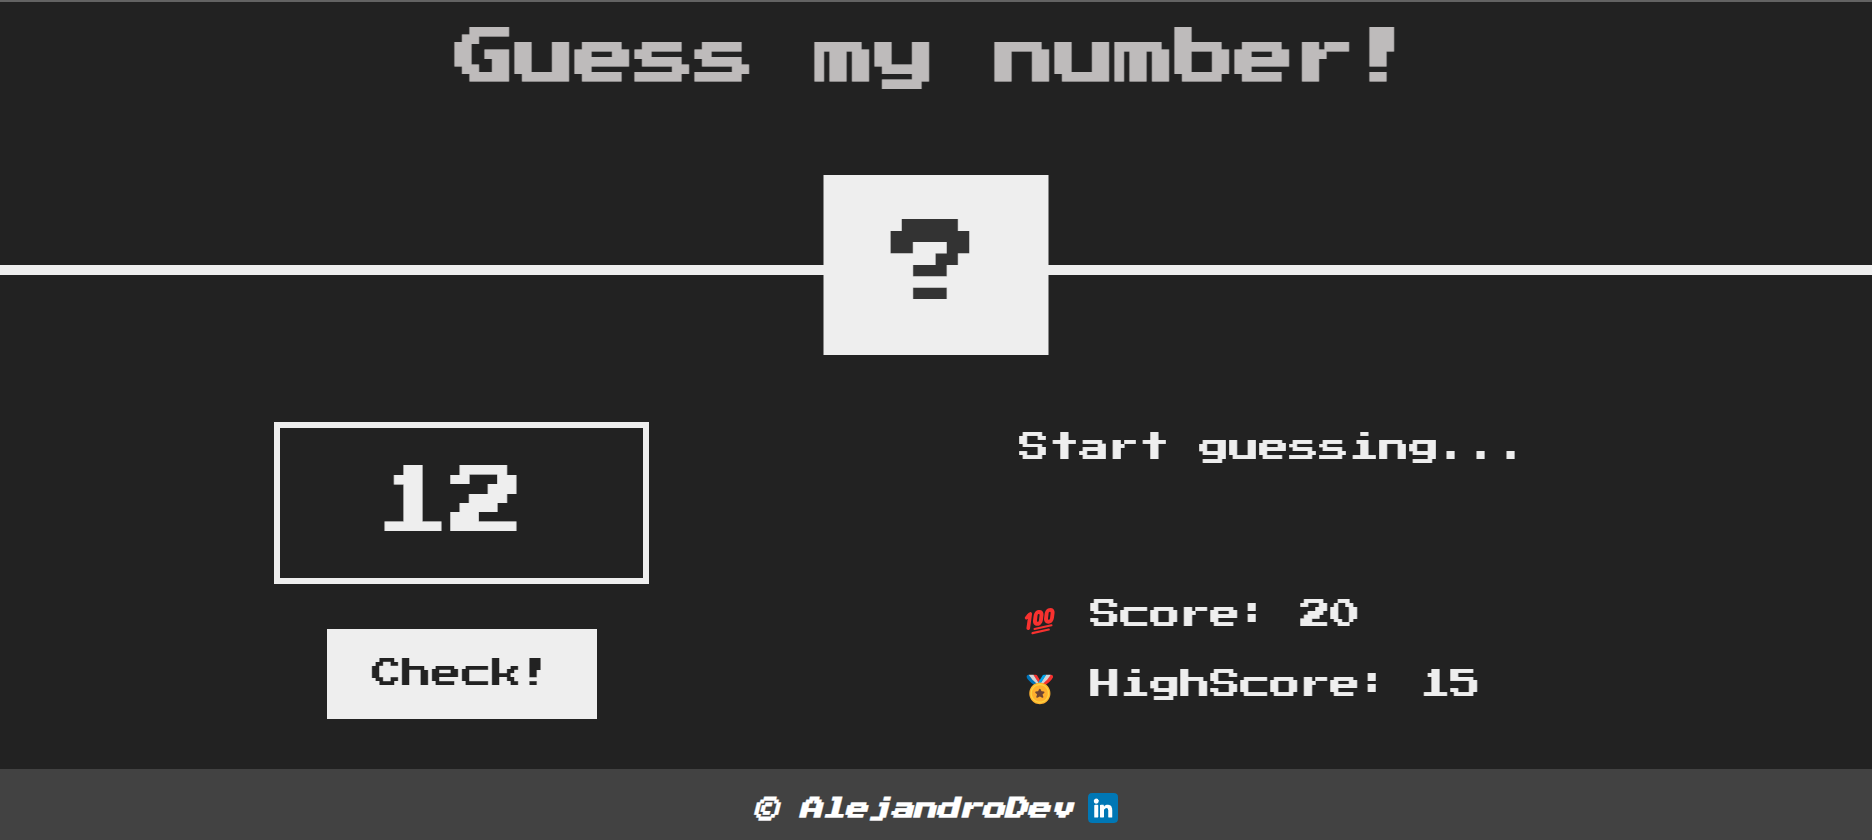 Guess my number!
?
12
Check!
Start guessing...
💯 Score: 20
🏅 HighScore: 15
© AlejandroDev in